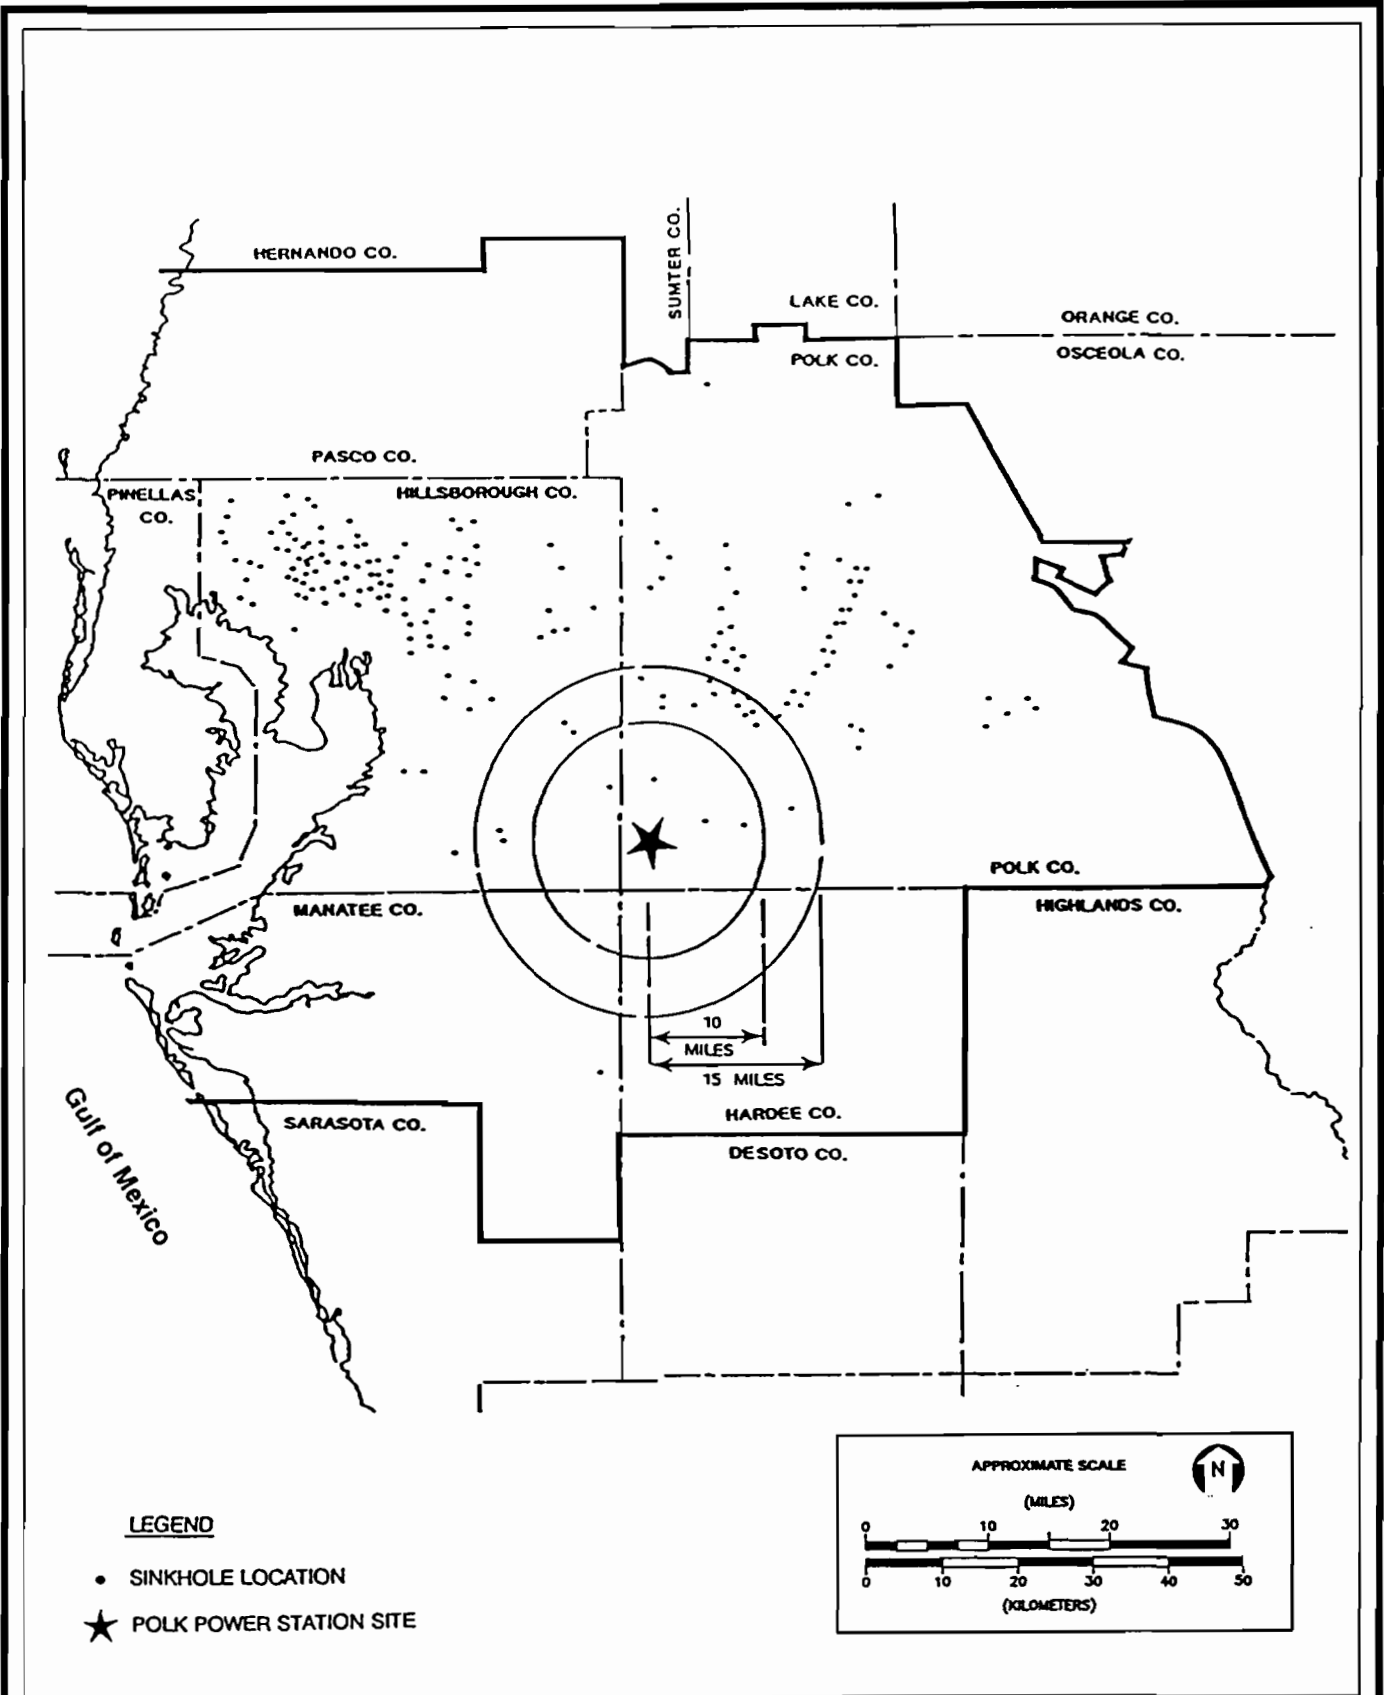 SUMTER CO.
HERNANDO CO.
LAKE CO.
ORANGE CO.
POLK CO.
OSCEOLA CO.
PASCO CO.
PINELLAS
CO.
HILLSBOROUGH CO.
POLK CO.
MANATEE CO.
HIGHLANDS CO.
10
MILES
15 MILES
HARDEE CO.
SARASOTA CO.
DESOTO CO.
Gulf of Mexico
APPROXIMATE SCALE
N
(MILES)
0 10 20 30
0 10 20 30 40 50
(KILOMETERS)
LEGEND
SINKHOLE LOCATION
POLK POWER STATION SITE